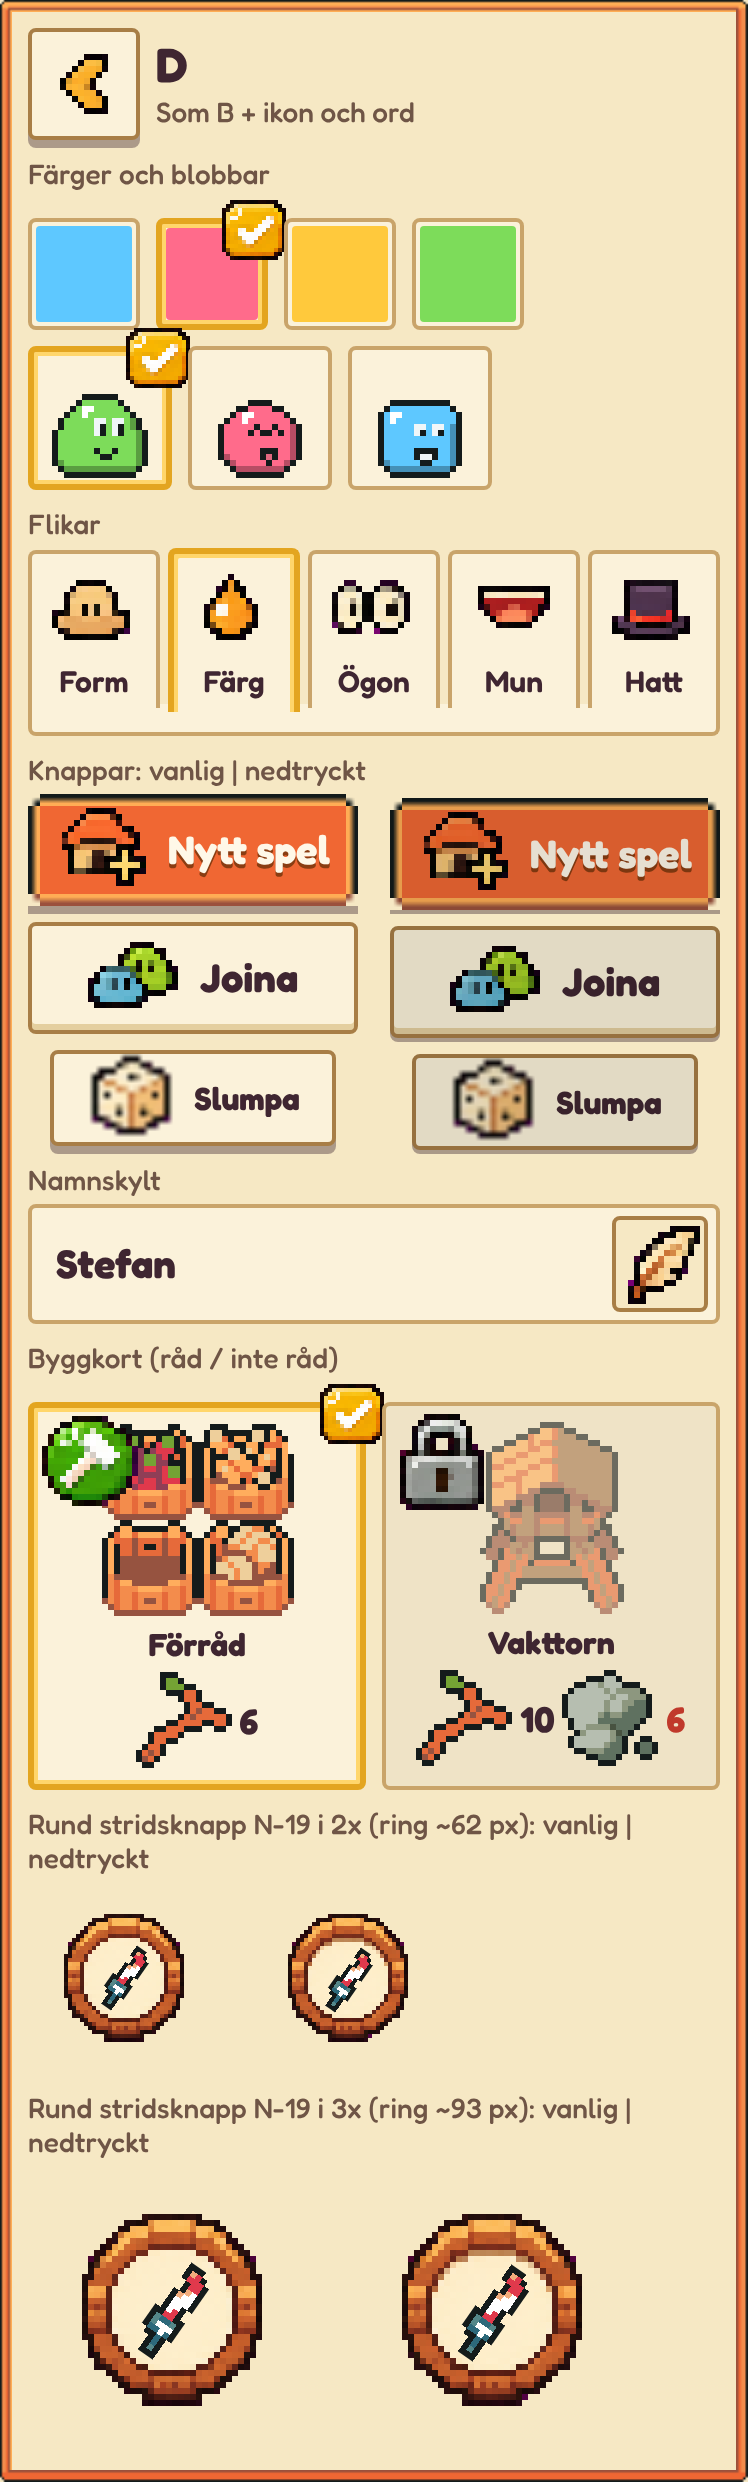 D
Som B + ikon och ord
Färger och blobbar
Flikar
Form
Färg
Ögon
Mun
Hatt
Knappar: vanlig | nedtryckt
Nytt spel
Nytt spel
Joina
Joina
Slumpa
Slumpa
Namnskylt
Stefan
Byggkort (råd / inte råd)
Förråd
Vakttorn
6
10
6
Rund stridsknapp N-19 i 2x (ring ~62 px): vanlig |
nedtryckt
Rund stridsknapp N-19 i 3x (ring ~93 px): vanlig |
nedtryckt